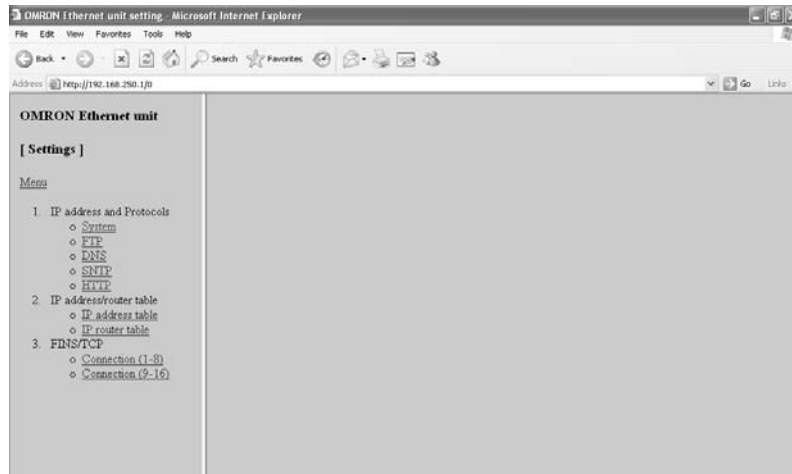 OMRON Ethernet unit setting - Microsoft Internet Explorer
File Edit View Favorites Tools Help
Back Search Favorites
Address http://192.168.250.1/0 Go Links
OMRON Ethernet unit
[ Settings ]
Menu
1. IP address and Protocols
System
FTP
DNS
SNTP
HTTP
2. IP address/router table
IP address table
IP router table
3. FINS/TCP
Connection (1-8)
Connection (9-16)